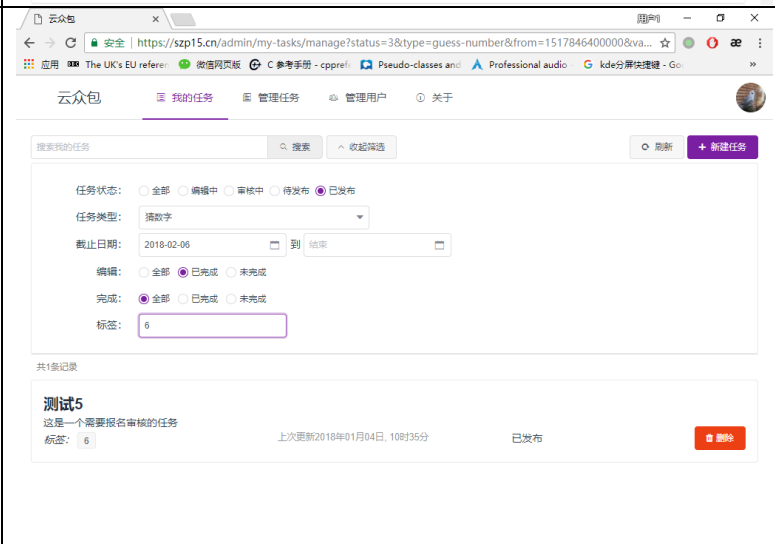 云众包
用户1
安全 | https://szp15.cn/admin/my-tasks/manage?status=3&type=guess-number&from=1517846400000&va...
应用 The UK's EU referen 微信网页版 C 参考手册 - cpprefe Pseudo-classes and Professional audio kde分屏快捷键 - Goo »
云众包 我的任务 管理任务 管理用户 关于
搜索我的任务 搜索 收起筛选 刷新 + 新建任务
任务状态: 全部 编辑中 审核中 待发布 已发布
任务类型: 猜数字
截止日期: 2018-02-06 到 结束
编辑: 全部 已完成 未完成
完成: 全部 已完成 未完成
标签: 6
共1条记录
测试5
这是一个需要报名审核的任务
标签: 6 上次更新2018年01月04日, 10时35分 已发布 删除